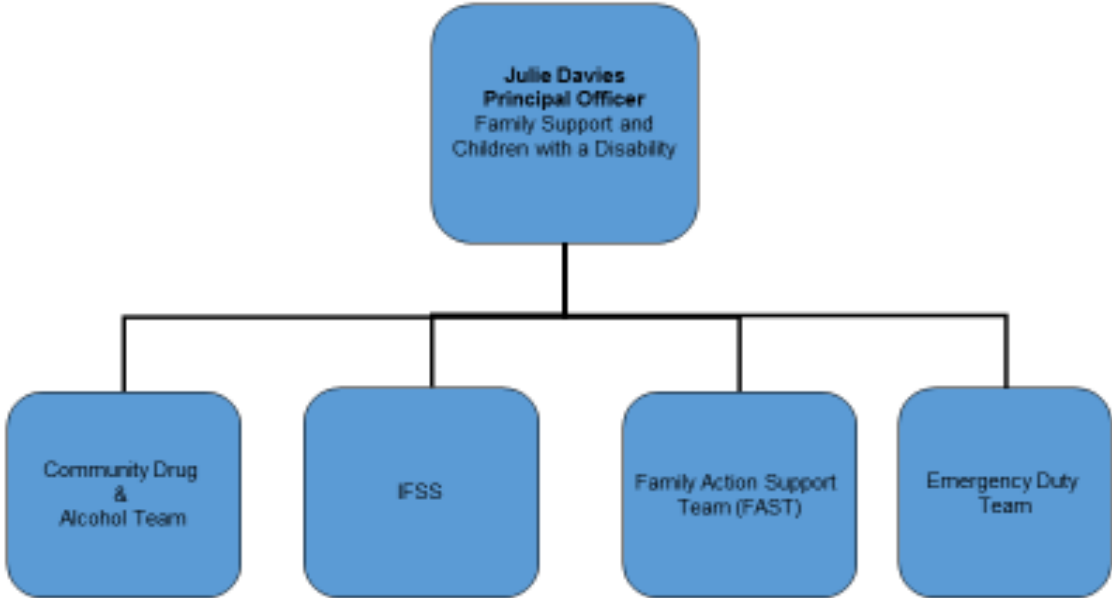 Julie Davies
Principal Officer
Family Support and
Children with a Disability
Community Drug
&
Alcohol Team
IFSS
Family Action Support
Team (FAST)
Emergency Duty
Team